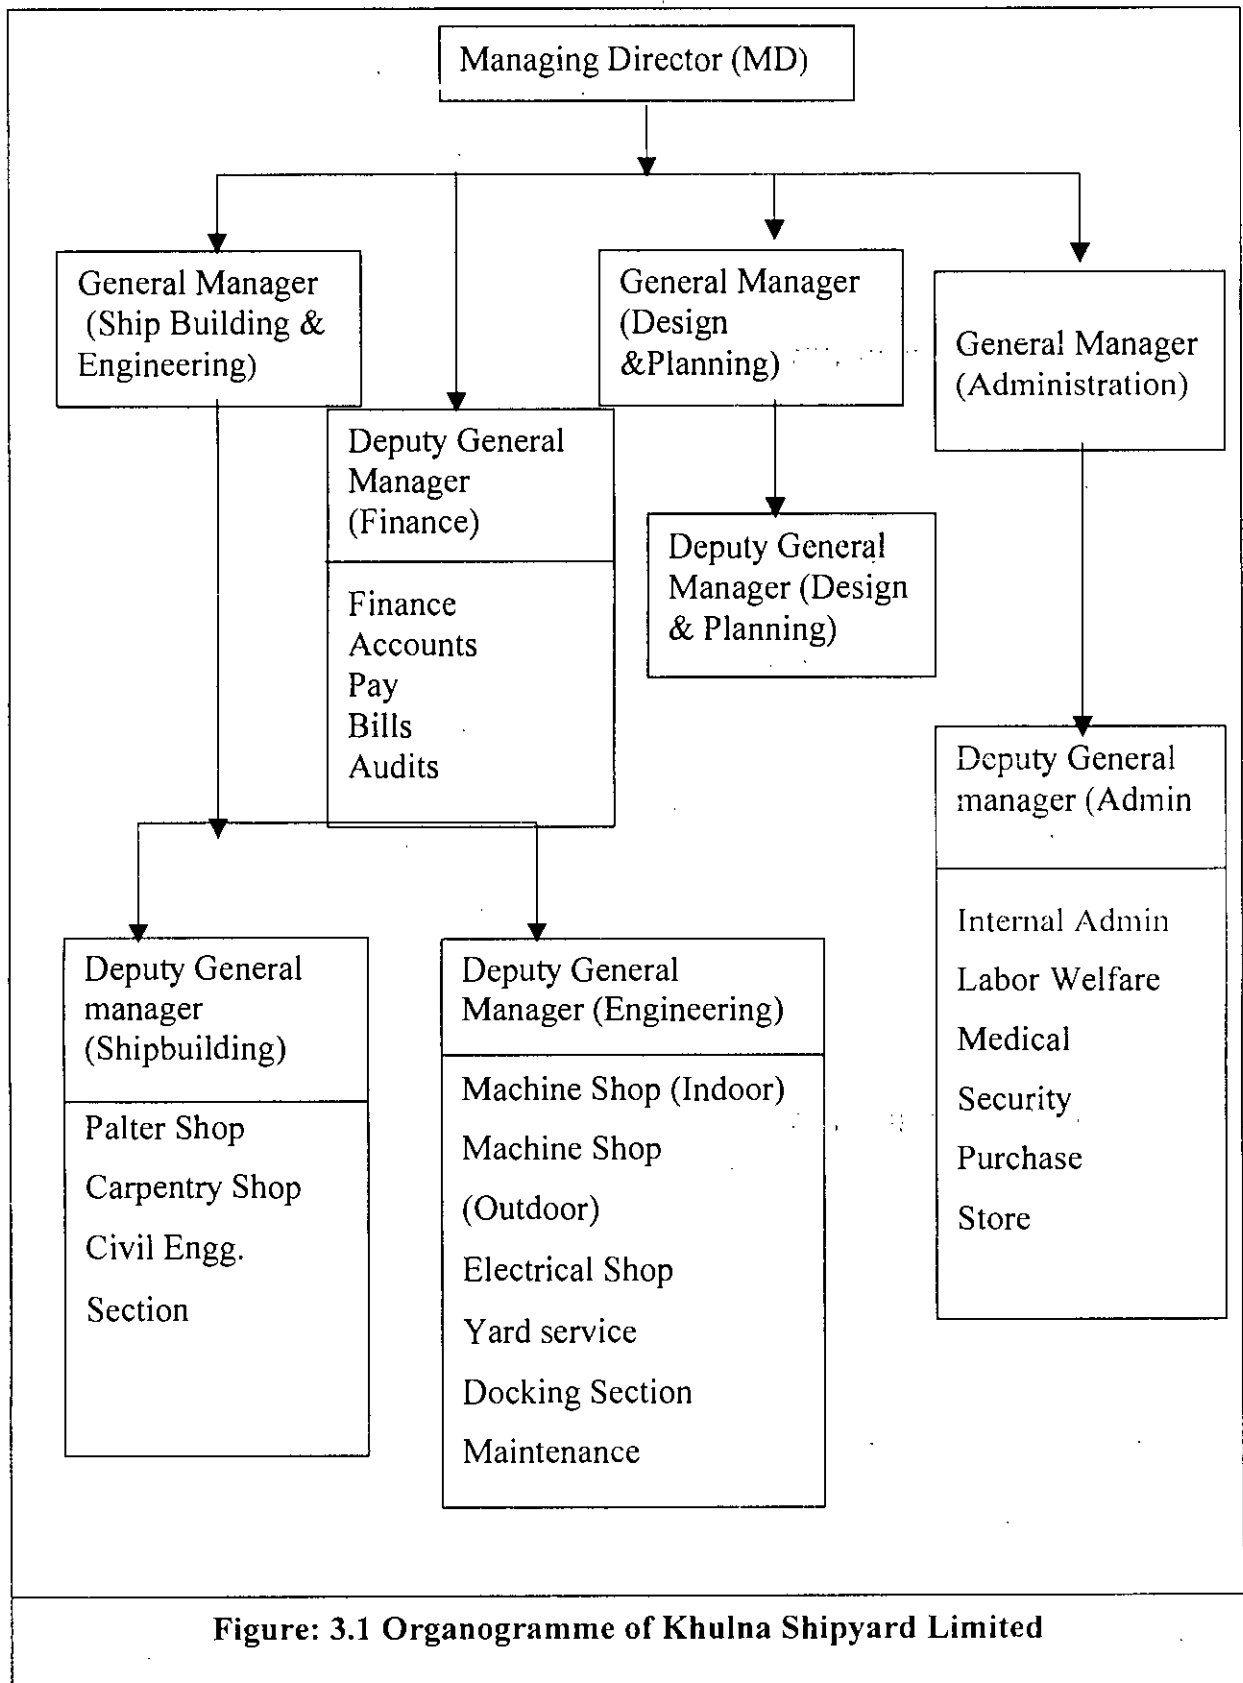 Managing Director (MD)
General Manager
(Ship Building &
Engineering)
Deputy General
Manager
(Finance)
Finance
Accounts
Pay
Bills
Audits
General Manager
(Design
&Planning)
Deputy General
Manager (Design
& Planning)
General Manager
(Administration)
Deputy General
manager (Admin
Internal Admin
Labor Welfare
Medical
Security
Purchase
Store
Deputy General
manager
(Shipbuilding)
Palter Shop
Carpentry Shop
Civil Engg.
Section
Deputy General
Manager (Engineering)
Machine Shop (Indoor)
Machine Shop
(Outdoor)
Electrical Shop
Yard service
Docking Section
Maintenance
Figure: 3.1 Organogramme of Khulna Shipyard Limited